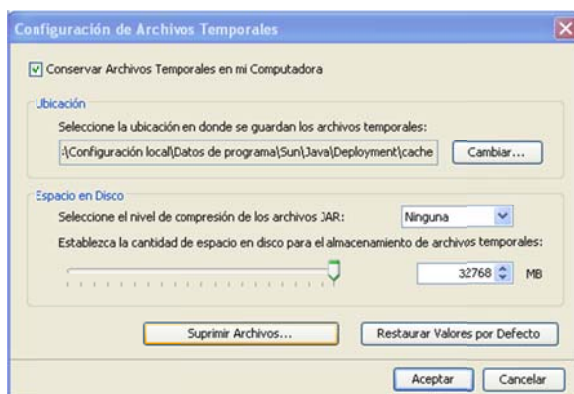 Configuración de Archivos Temporales
Conservar Archivos Temporales en mi Computadora
Ubicación
Seleccione la ubicación en donde se guardan los archivos temporales:
:\Configuración local\Datos de programa\Sun\Java\Deployment\cache
Cambiar...
Espacio en Disco
Seleccione el nivel de compresión de los archivos JAR:
Ninguna
Establezca la cantidad de espacio en disco para el almacenamiento de archivos temporales:
32768 MB
Suprimir Archivos...
Restaurar Valores por Defecto
Aceptar
Cancelar